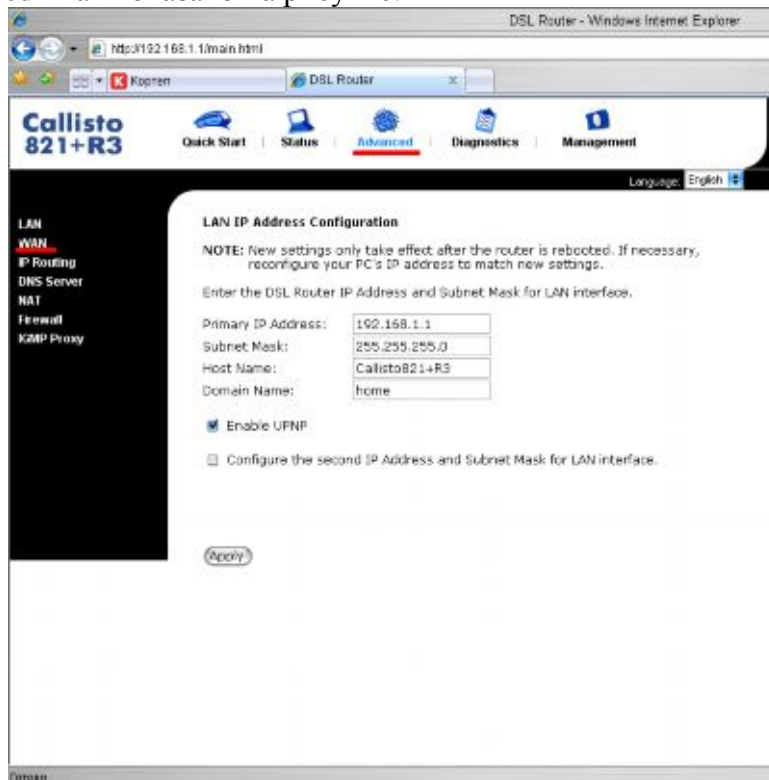 DSL Router - Windows Internet Explorer
http://192.168.1.1/main.html
DSL Router x
Callisto
821+R3
Quick Start | Status | Advanced | Diagnostics | Management
Language: English
LAN
WAN
IP Routing
DNS Server
NAT
Firewall
IGMP Proxy
LAN IP Address Configuration
NOTE: New settings only take effect after the router is rebooted. If necessary,
reconfigure your PC's IP address to match new settings.
Enter the DSL Router IP Address and Subnet Mask for LAN interface.
Primary IP Address: 192.168.1.1
Subnet Mask: 255.255.255.0
Host Name: Callisto821+R3
Domain Name: home
Enable UPNP
Configure the second IP Address and Subnet Mask for LAN interface.
Apply
Готово